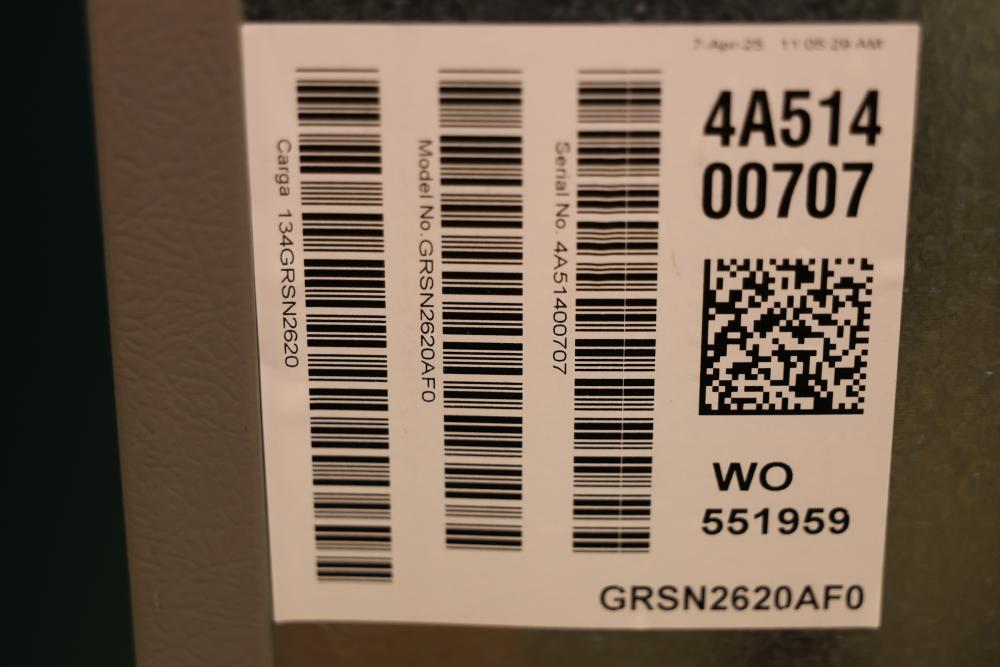 7-Apr-25 11:05:29 AM
4A514
00707
Carga 134GRSN2620
Model No.GRSN2620AF0
Serial No. 4A51400707
WO
551959
GRSN2620AF0